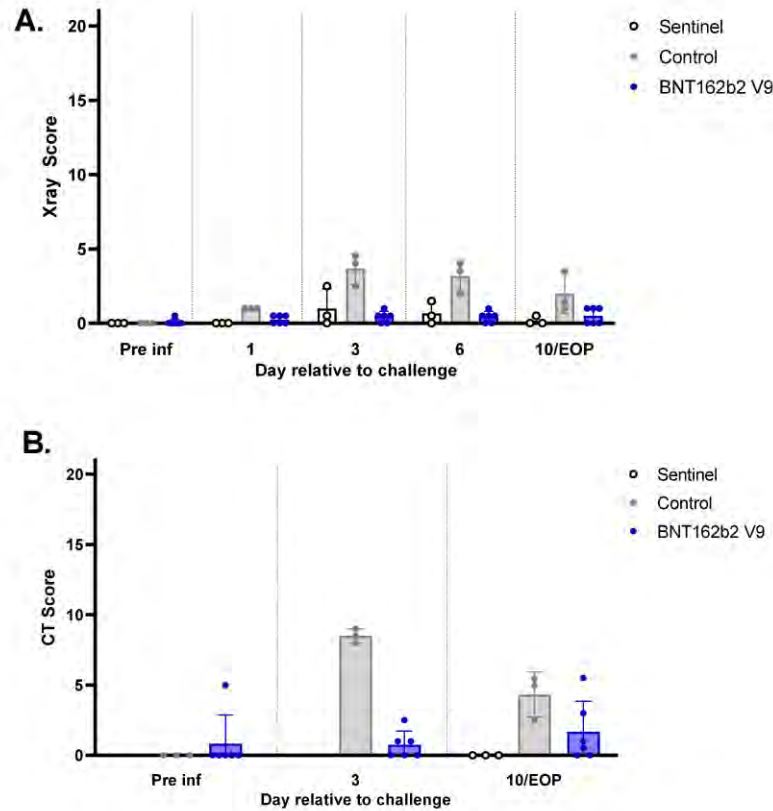 A.
20
15
10
5
0
Xray Score
Pre inf 1 3 6 10/EOP
Day relative to challenge
Sentinel
Control
BNT162b2 V9
B.
20
15
10
5
0
CT Score
Pre inf 3 10/EOP
Day relative to challenge
Sentinel
Control
BNT162b2 V9